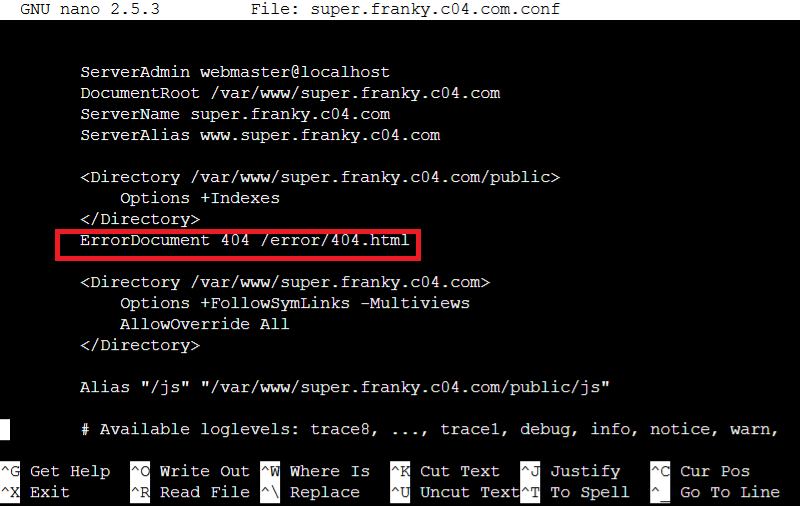 GNU nano 2.5.3 File: super.franky.c04.com.conf
ServerAdmin webmaster@localhost
DocumentRoot /var/www/super.franky.c04.com
ServerName super.franky.c04.com
ServerAlias www.super.franky.c04.com
<Directory /var/www/super.franky.c04.com/public>
Options +Indexes
</Directory>
ErrorDocument 404 /error/404.html
<Directory /var/www/super.franky.c04.com>
Options +FollowSymLinks -Multiviews
AllowOverride All
</Directory>
Alias "/js" "/var/www/super.franky.c04.com/public/js"
# Available loglevels: trace8, ..., trace1, debug, info, notice, warn,
^G Get Help ^O Write Out ^W Where Is ^K Cut Text ^J Justify ^C Cur Pos
^X Exit ^R Read File ^\ Replace ^U Uncut Text ^T To Spell ^_ Go To Line